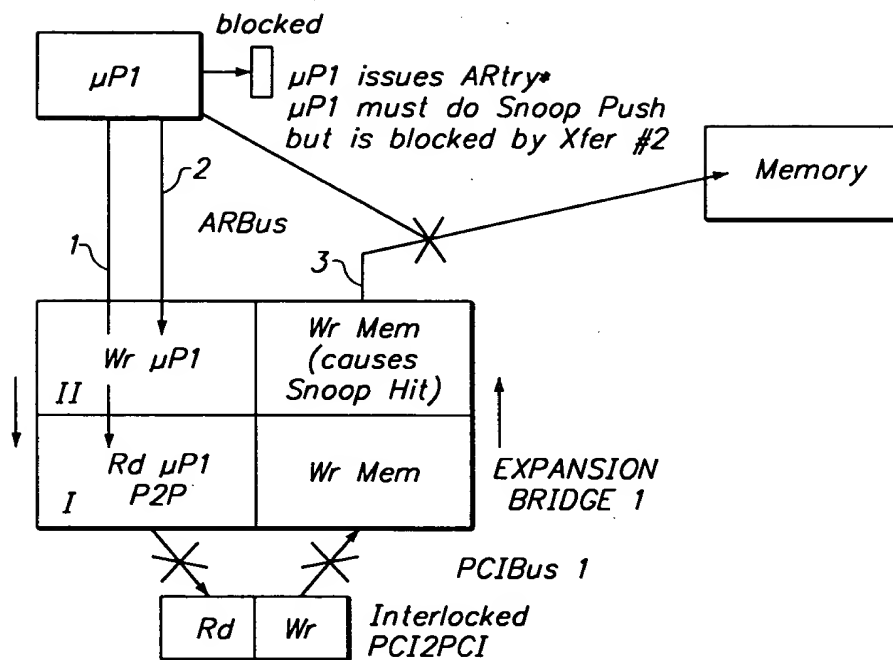 blocked
µP1
µP1 issues ARtry*
µP1 must do Snoop Push
but is blocked by Xfer #2
Memory
2
ARBus
1
3
Wr µP1
II
Wr Mem
(causes
Snoop Hit)
Rd µP1
P2P
I
Wr Mem
EXPANSION
BRIDGE 1
PCIBus 1
Rd
Wr
Interlocked
PCI2PCI